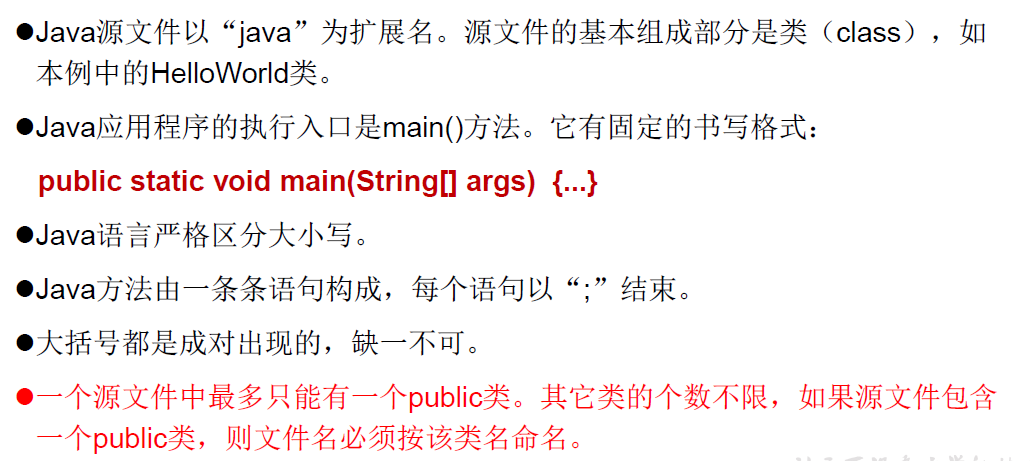 ●Java源文件以“java”为扩展名。源文件的基本组成部分是类（class），如
本例中的HelloWorld类。
●Java应用程序的执行入口是main()方法。它有固定的书写格式：
public static void main(String[] args)  {...}
●Java语言严格区分大小写。
●Java方法由一条条语句构成，每个语句以“;”结束。
●大括号都是成对出现的，缺一不可。
●一个源文件中最多只能有一个public类。其它类的个数不限，如果源文件包含
一个public类，则文件名必须按该类名命名。